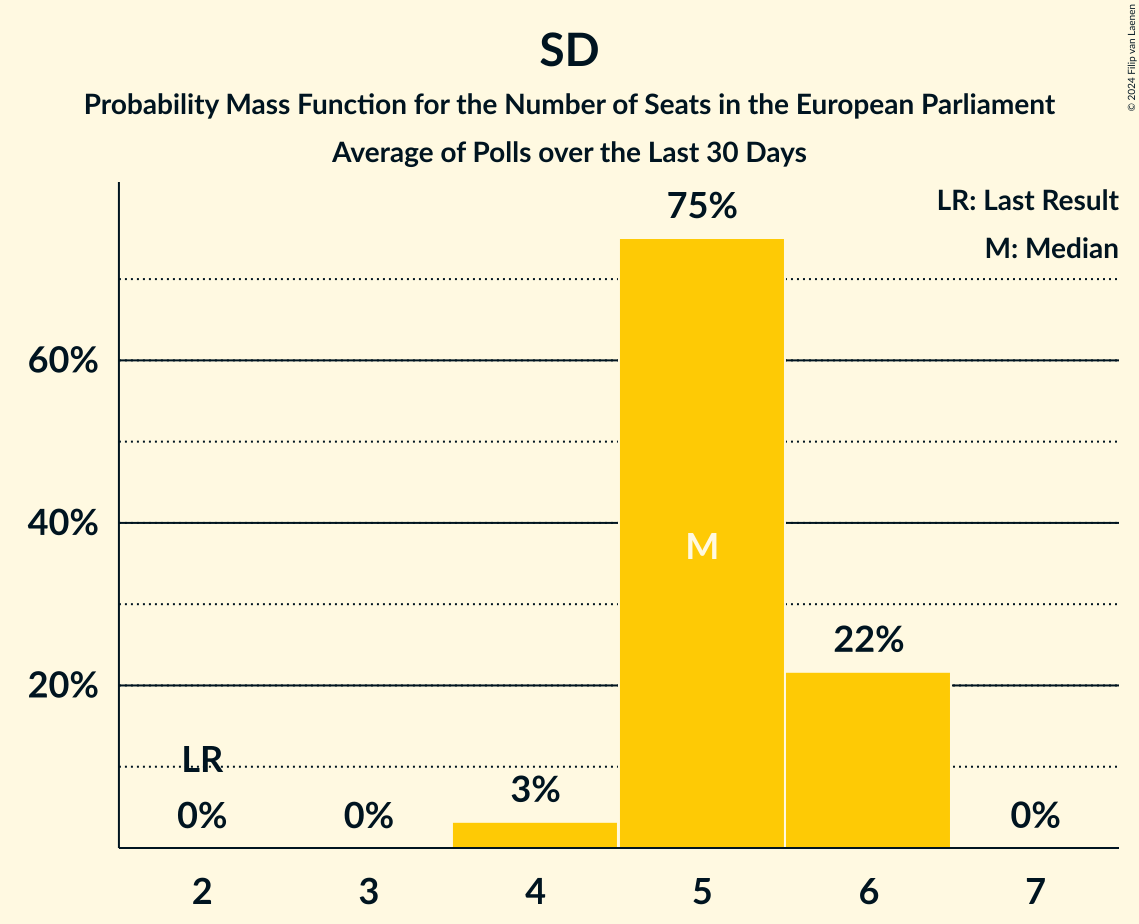 SD
Probability Mass Function for the Number of Seats in the European Parliament
Average of Polls over the Last 30 Days
© 2024 Filip van Laenen
LR: Last Result
M: Median
75%
60%
M
40%
22%
20%
LR
3%
0%
0%
0%
2
3
4
5
6
7